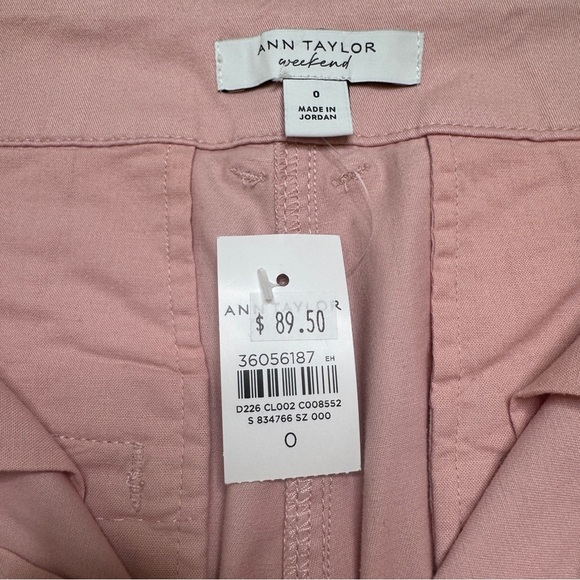 ANN TAYLOR
weekend
0
MADE IN
JORDAN
ANN TAYLOR
$ 89.50
36056187 EH
D226 CL002 C008552
S 834766 SZ 000
0